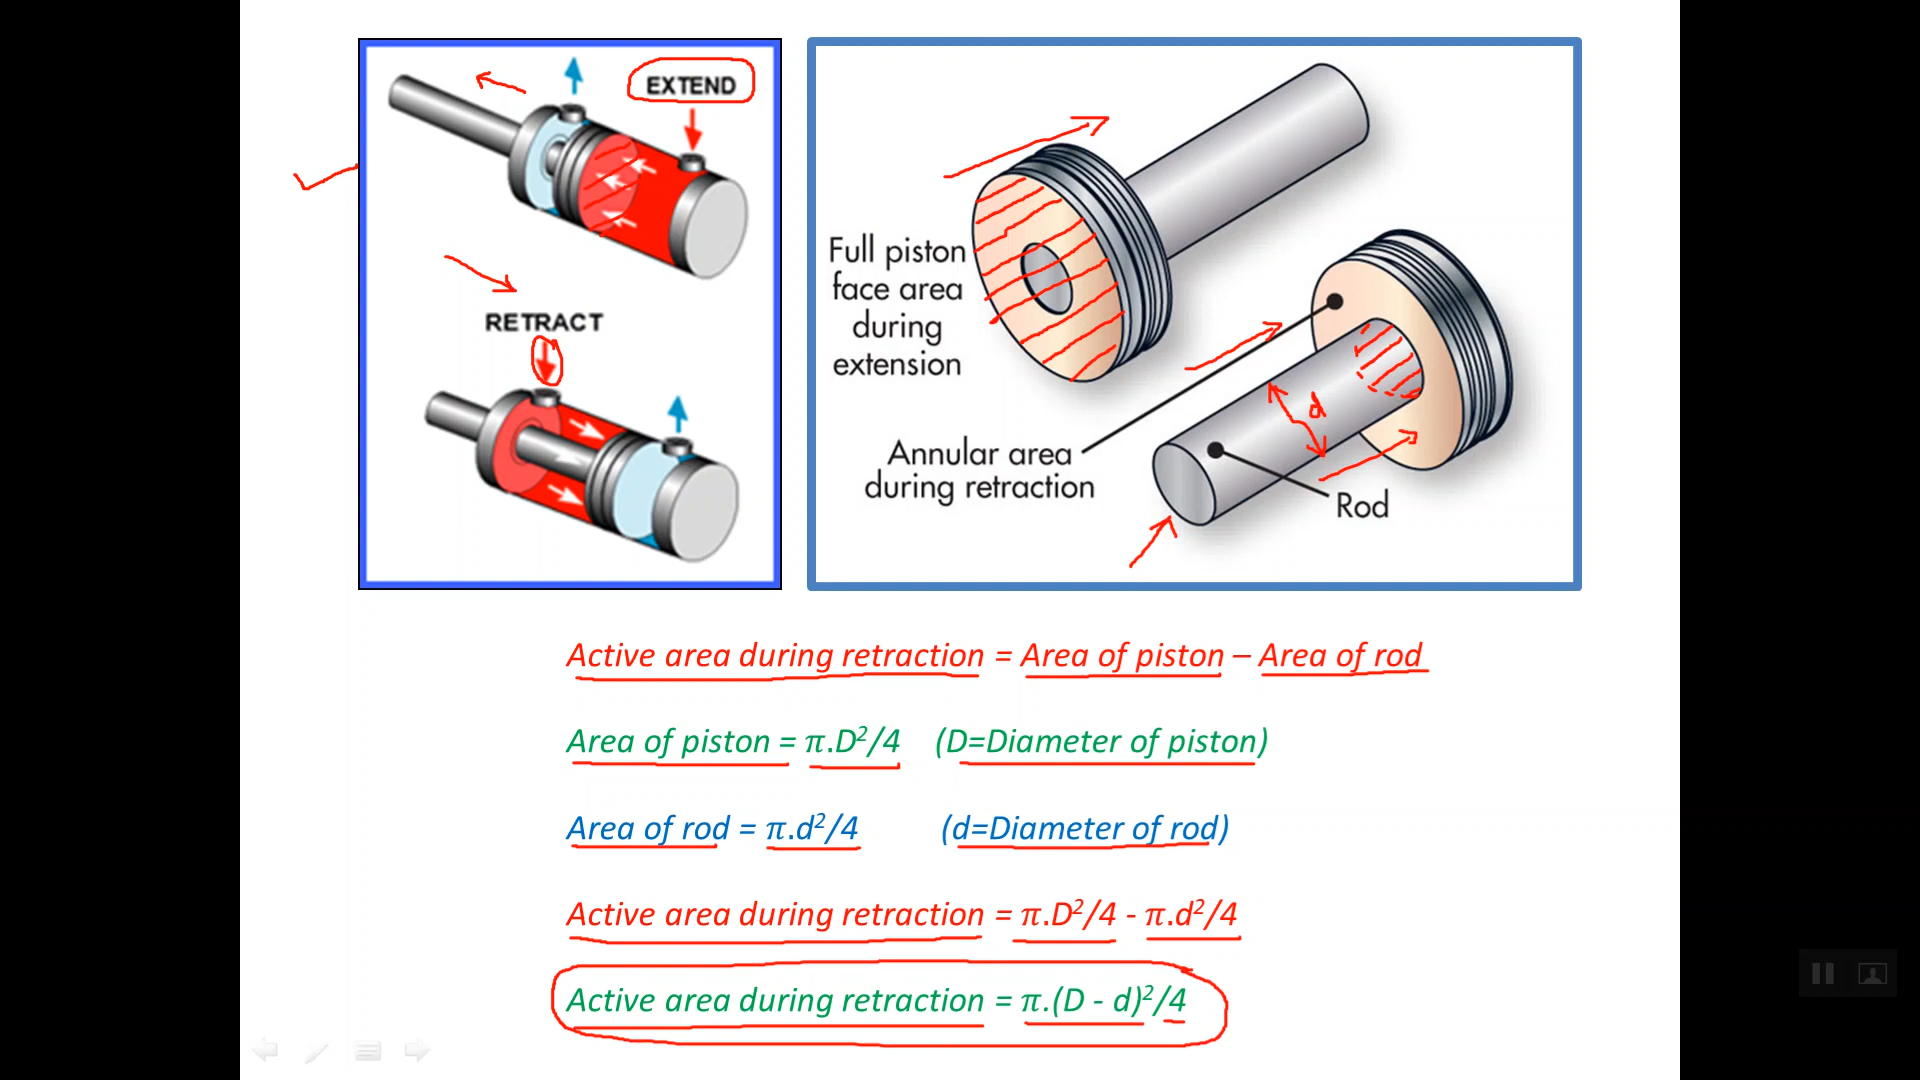 EXTEND
RETRACT
Full piston
face area
during
extension
Annular area
during retraction
d
Rod
Active area during retraction = Area of piston – Area of rod
Area of piston = π.D²/4 (D=Diameter of piston)
Area of rod = π.d²/4 (d=Diameter of rod)
Active area during retraction = π.D²/4 - π.d²/4
Active area during retraction = π.(D - d)²/4